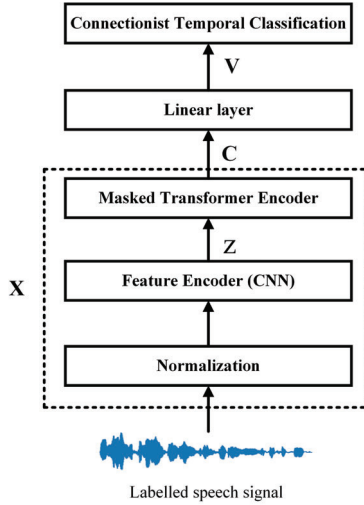 Connectionist Temporal Classification
V
Linear layer
C
Masked Transformer Encoder
Z
X
Feature Encoder (CNN)
Normalization
Labelled speech signal